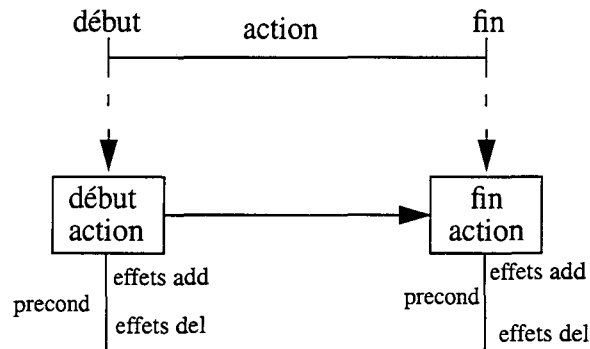 début action fin
début
action
fin
action
effets add
precond
effets del
effets add
precond
effets del